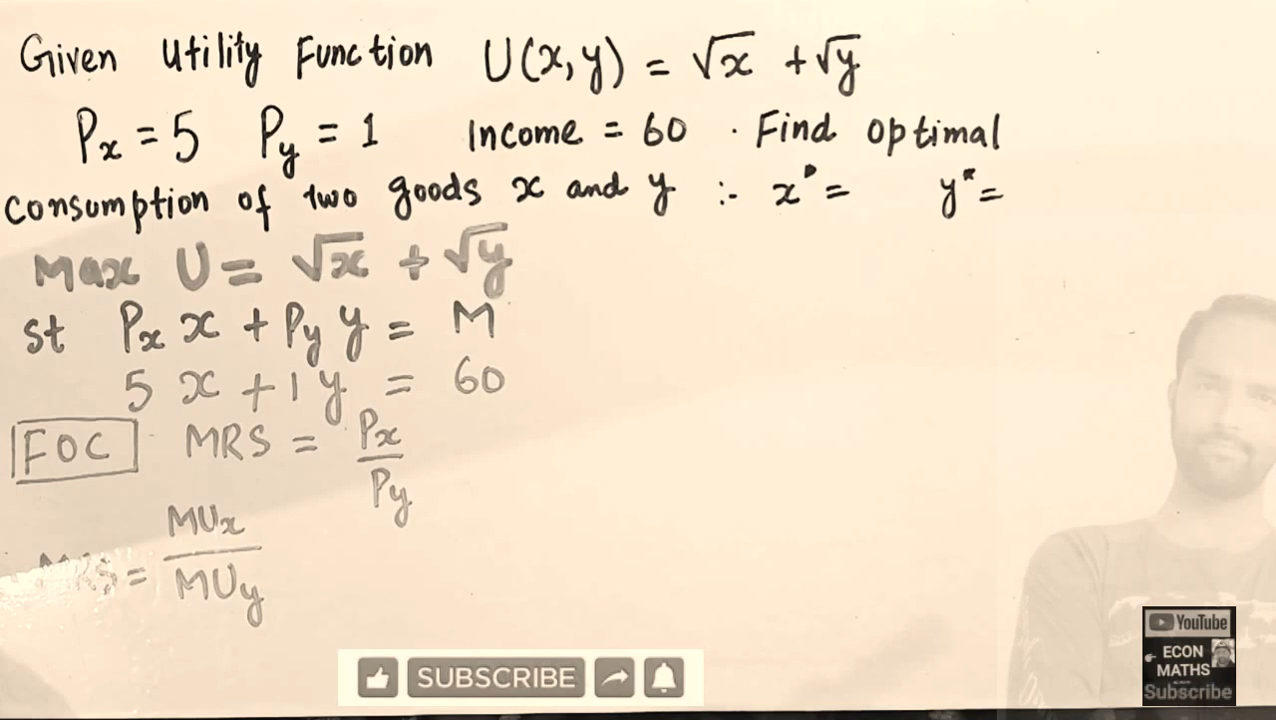 Given Utility Function U(x,y) = √x + √y
Px = 5 Py = 1 Income = 60 . Find optimal
consumption of two goods x and y :- x* = y* =
Max U = √x + √y
st Px x + Py y = M
5 x + 1 y = 60
FOC MRS = Px/Py
MRS = MUx/MUy
SUBSCRIBE
YouTube
ECON
MATHS
Subscribe